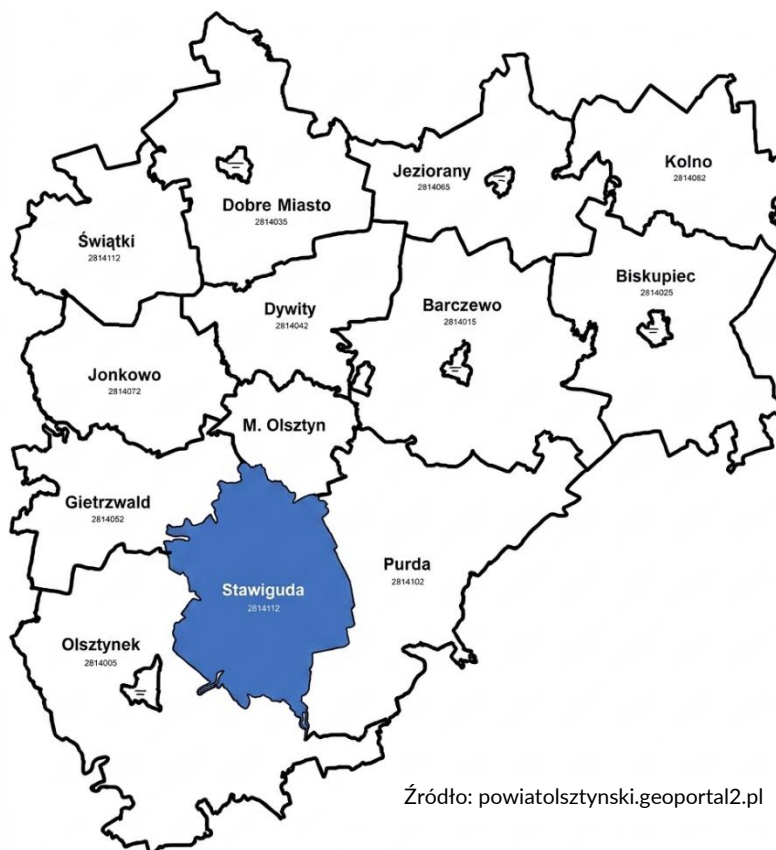 Kolno
2814082
Jeziorany
2814065
Dobre Miasto
2814035
Świątki
2814112
Biskupiec
2814025
Dywity
2814042
Barczewo
2814015
Jonkowo
2814072
M. Olsztyn
Gietrzwald
2814052
Purda
2814102
Stawiguda
2814112
Olsztynek
2814005
Źródło: powiatolsztynski.geoportal2.pl